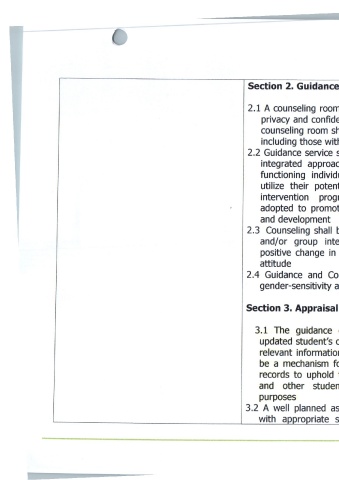 Section 2. Guidance
2.1 A counseling room
privacy and confide
counseling room sh
including those with
2.2 Guidance service s
integrated approac
functioning individu
utilize their potent
intervention progr
adopted to promot
and development
2.3 Counseling shall b
and/or group inte
positive change in
attitude
2.4 Guidance and Co
gender-sensitivity a
Section 3. Appraisal
3.1 The guidance
updated student's c
relevant information
be a mechanism fo
records to uphold
and other studen
purposes
3.2 A well planned as
with appropriate s